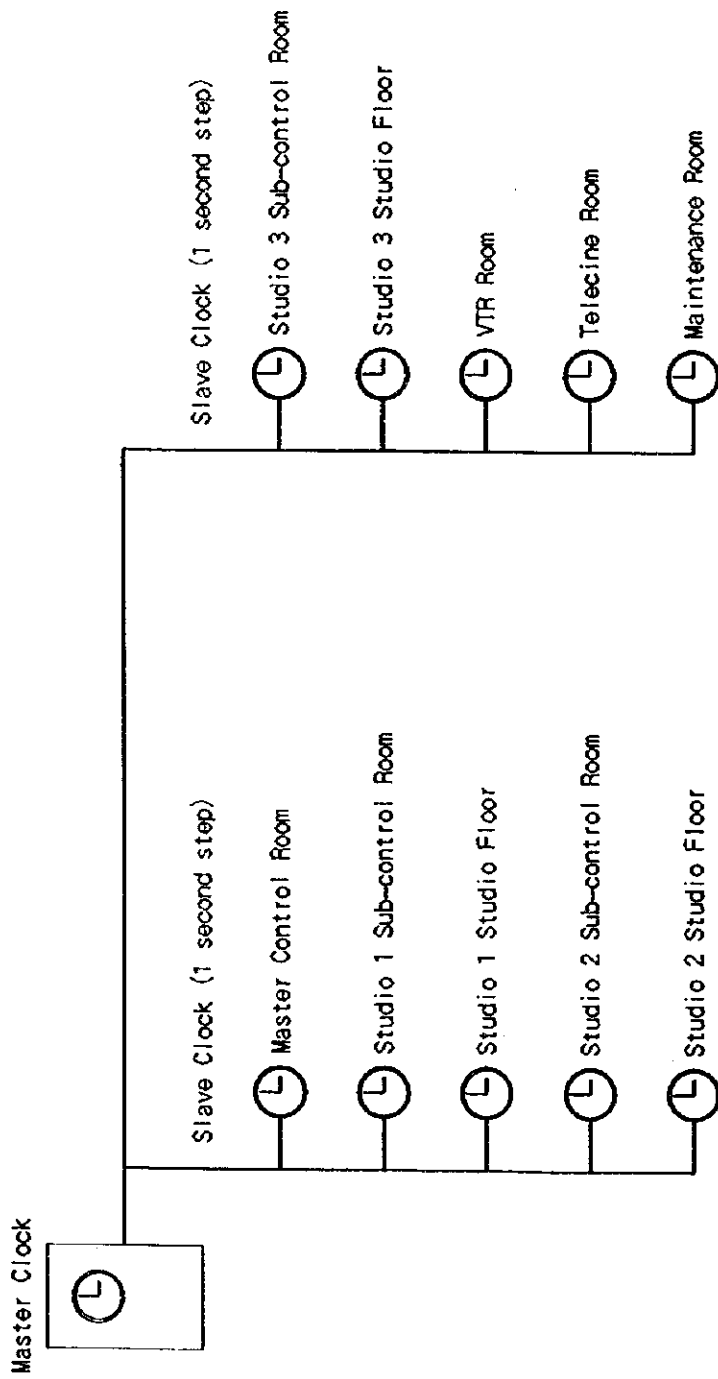 Master Clock
Slave Clock (1 second step)
Master Control Room
Studio 1 Sub-control Room
Studio 1 Studio Floor
Studio 2 Sub-control Room
Studio 2 Studio Floor
Slave Clock (1 second step)
Studio 3 Sub-control Room
Studio 3 Studio Floor
VTR Room
Telecine Room
Maintenance Room